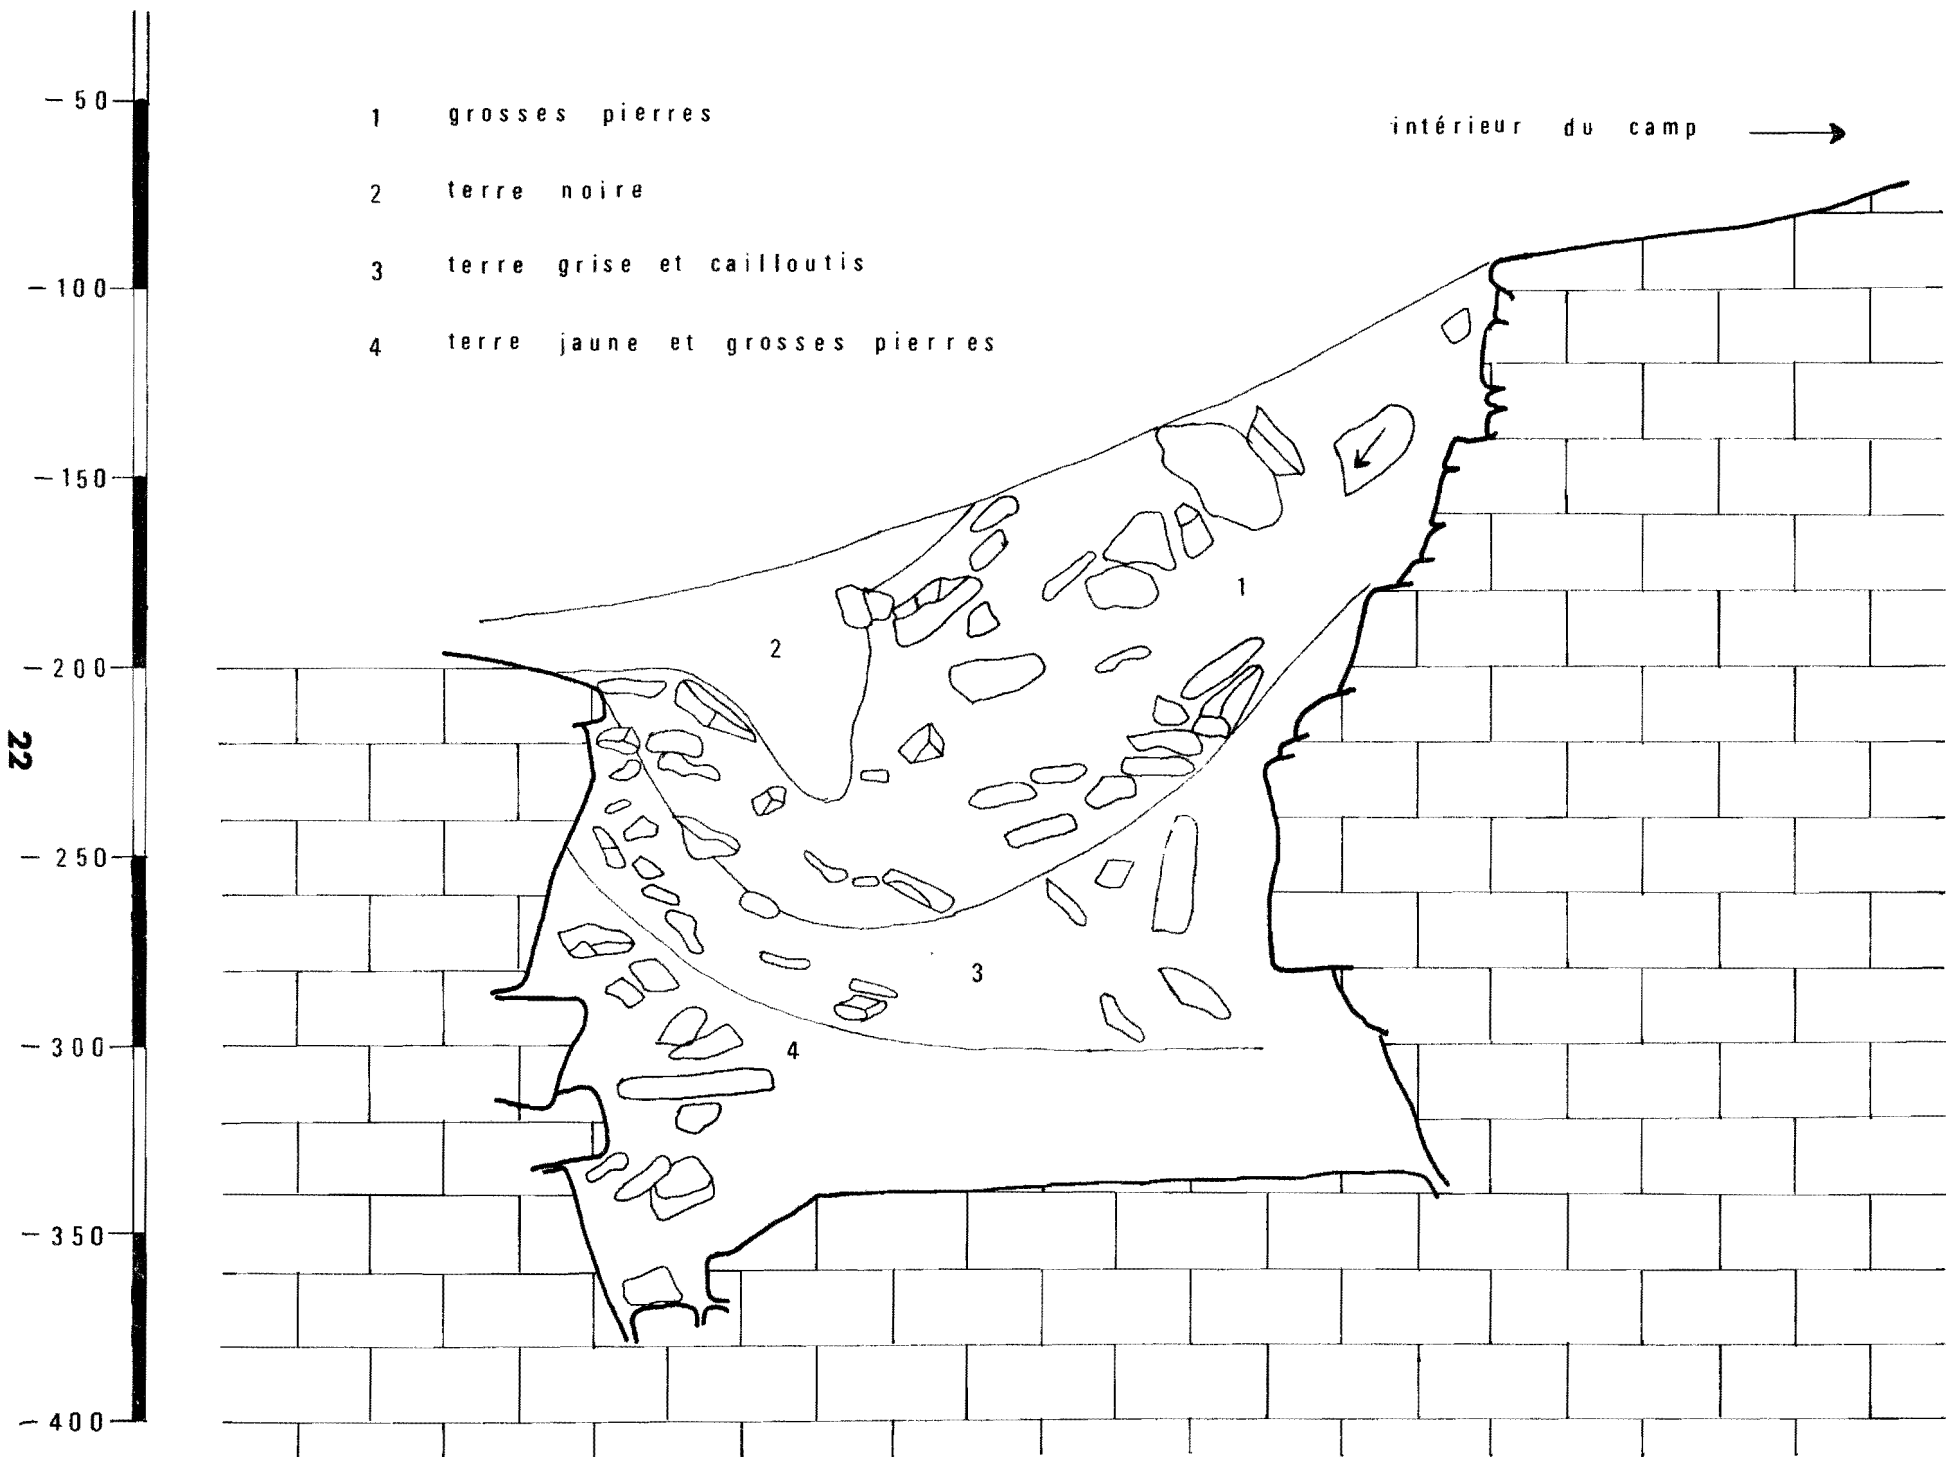 -50
-100
-150
-200
-250
-300
-350
-400
1 grosses pierres
2 terre noire
3 terre grise et cailloutis
4 terre jaune et grosses pierres
intérieur du camp
1
2
3
4
22